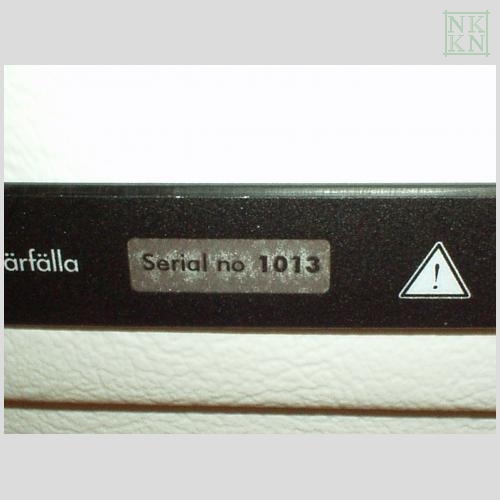 NK
KN
ärfälla
Serial no 1013
!